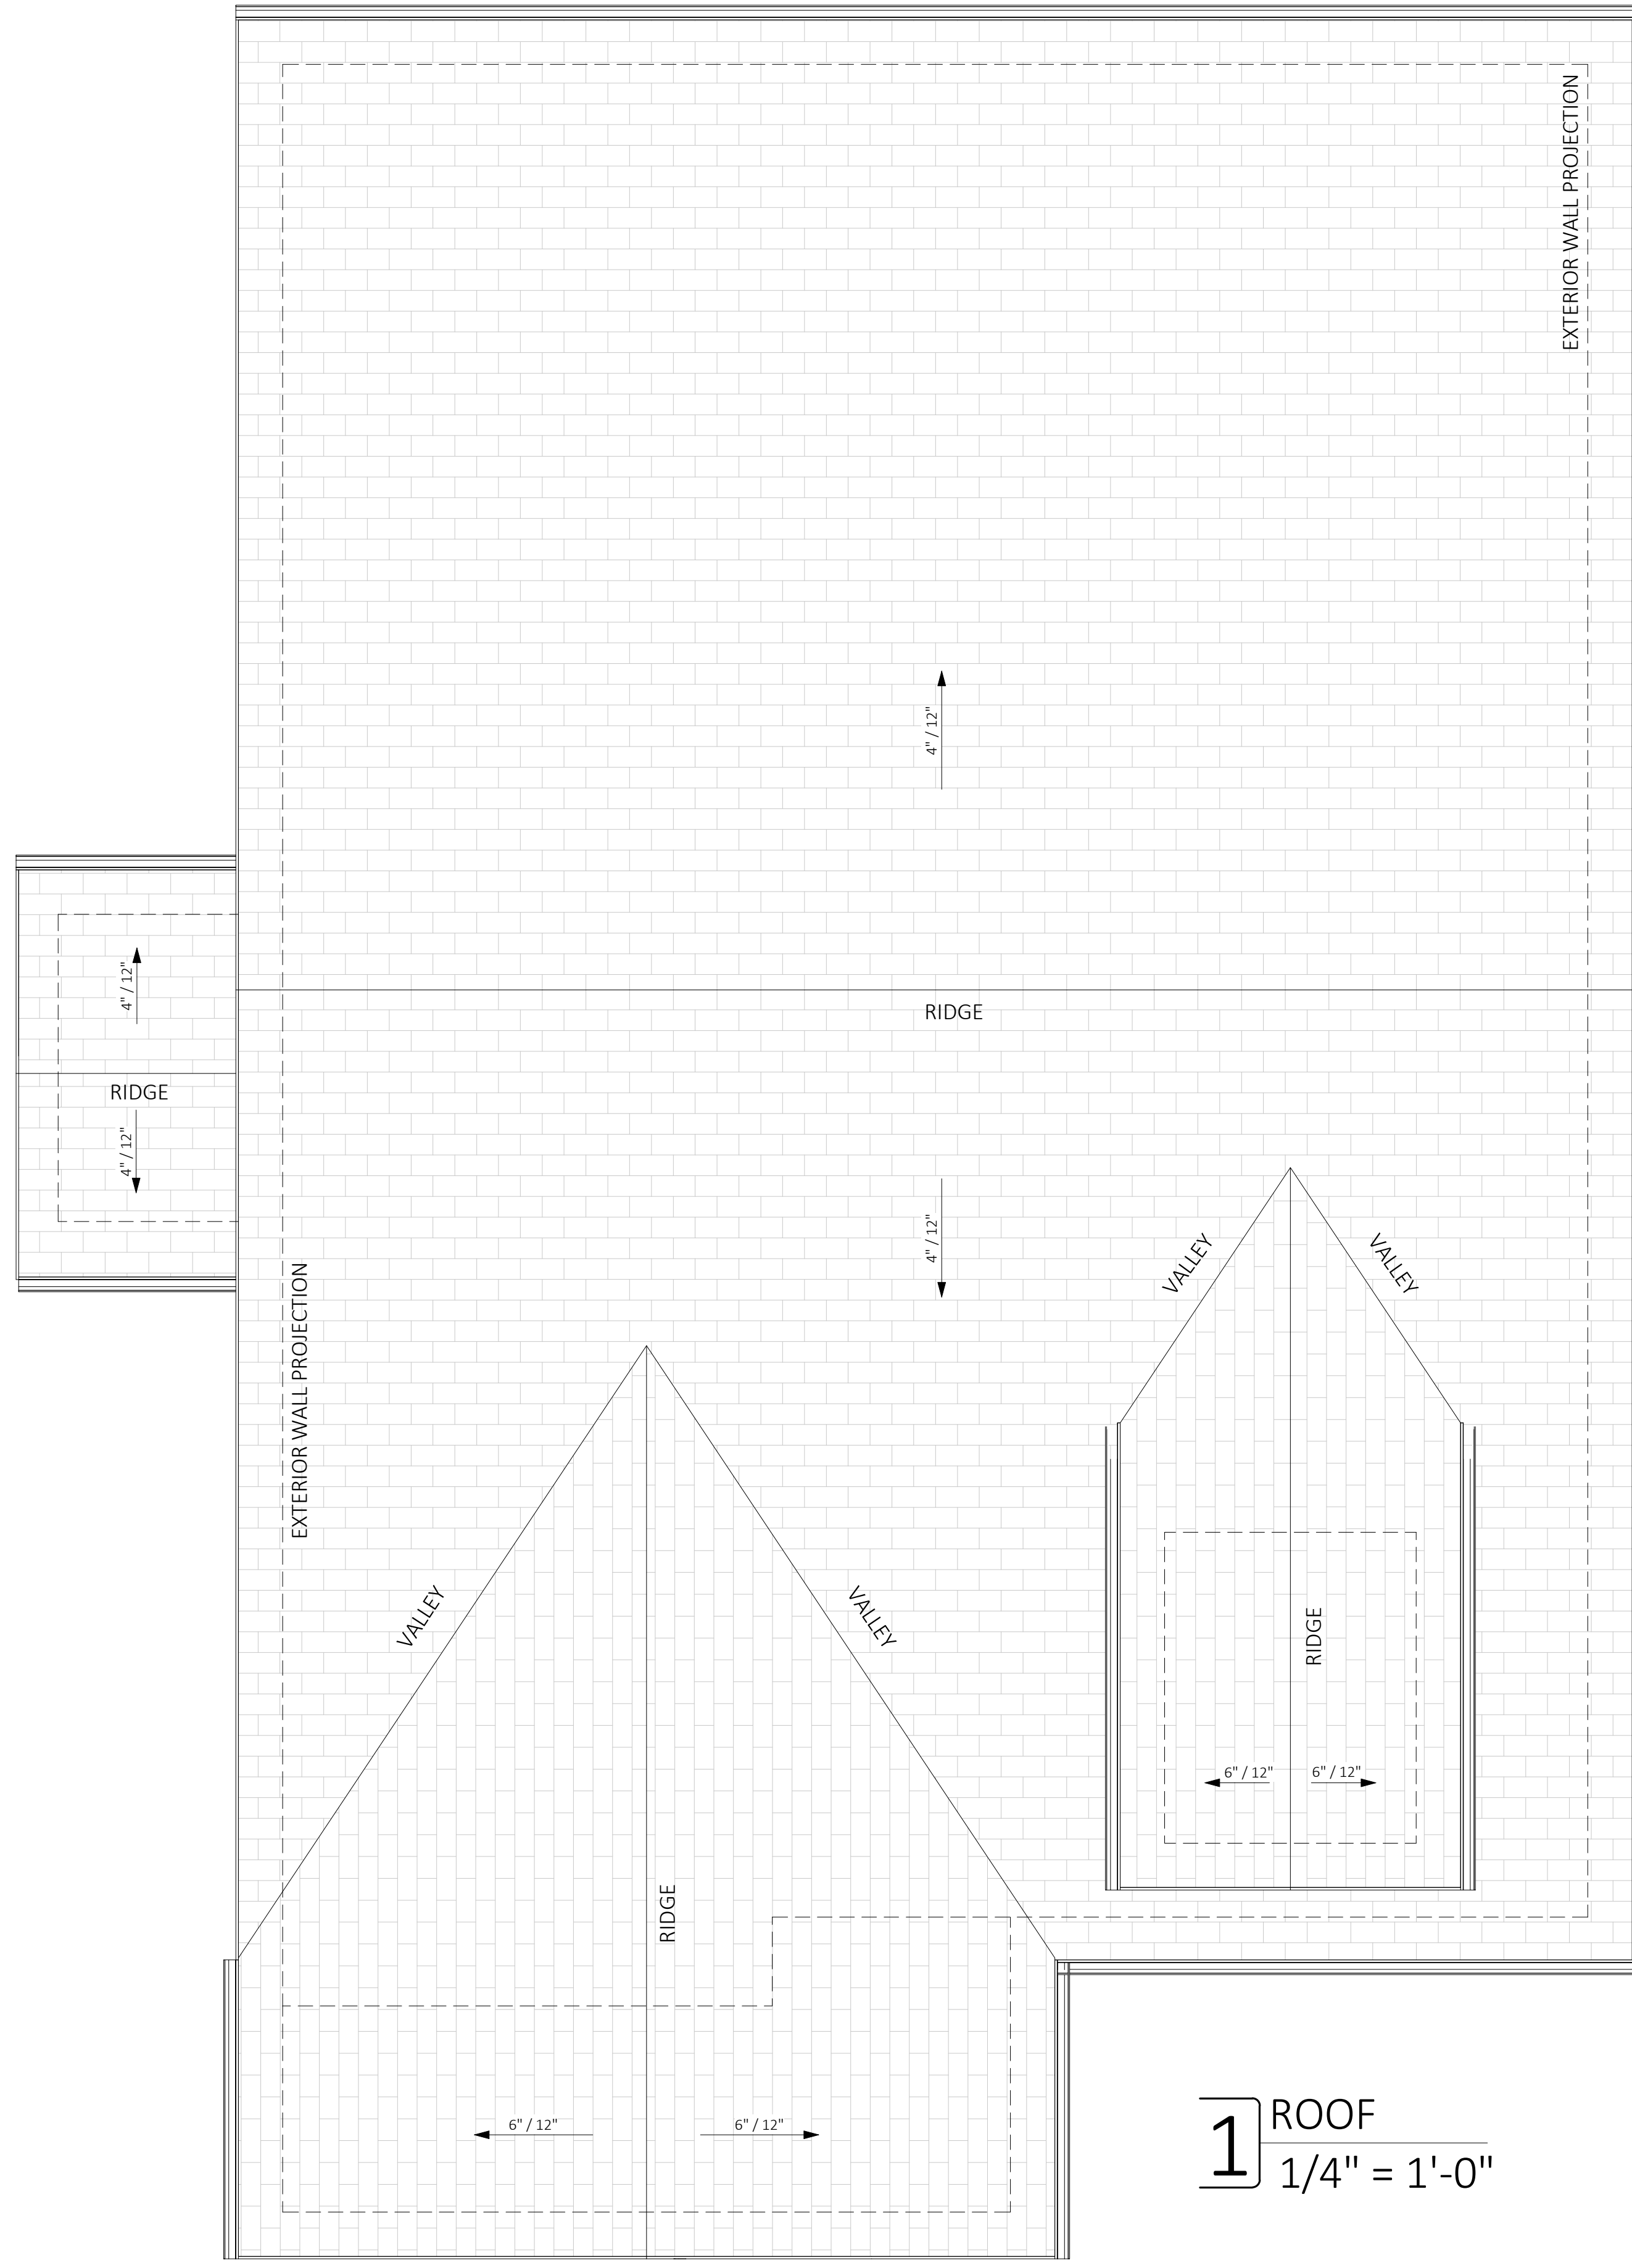 EXTERIOR WALL PROJECTION
4" / 12"
4" / 12"
RIDGE
RIDGE
4" / 12"
4" / 12"
VALLEY
VALLEY
EXTERIOR WALL PROJECTION
VALLEY
VALLEY
RIDGE
6" / 12"
6" / 12"
RIDGE
6" / 12"
6" / 12"
1
ROOF
1/4" = 1'-0"